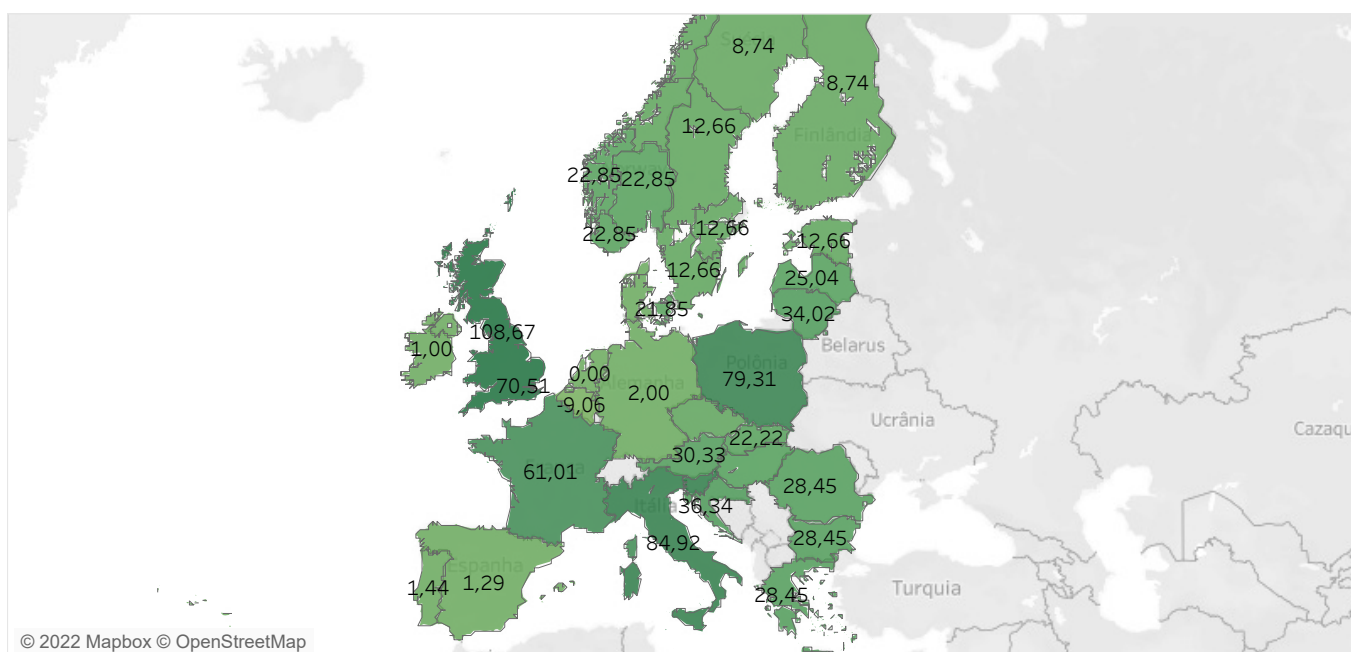 8,74
8,74
12,66
Finlândia
22,85
22,85
22,85
12,66
12,66
12,66
25,04
21,85
34,02
108,67
1,00
Belarus
Polônia
0,00
Alemanha
79,31
70,51
2,00
-9,06
Ucrânia
22,22
Cazaqu
30,33
61,01
28,45
Itália
36,34
28,45
84,92
Espanha
1,29
1,44
28,45
Turquia
© 2022 Mapbox © OpenStreetMap